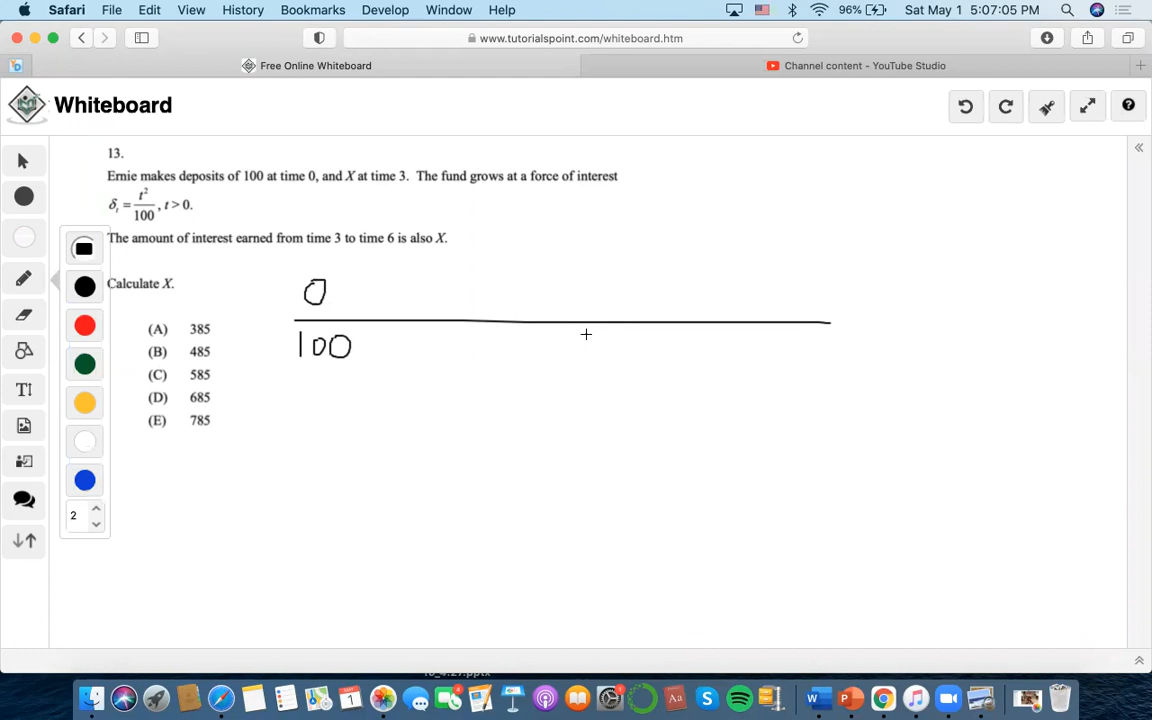 Safari File Edit View History Bookmarks Develop Window Help 96% Sat May 1 5:07:05 PM
www.tutorialspoint.com/whiteboard.htm
Free Online Whiteboard Channel content - YouTube Studio
Whiteboard
13.
Ernie makes deposits of 100 at time 0, and X at time 3. The fund grows at a force of interest
δₜ = t²/100, t > 0.
The amount of interest earned from time 3 to time 6 is also X.
Calculate X.
(A) 385
(B) 485
(C) 585
(D) 685
(E) 785
0
100
2